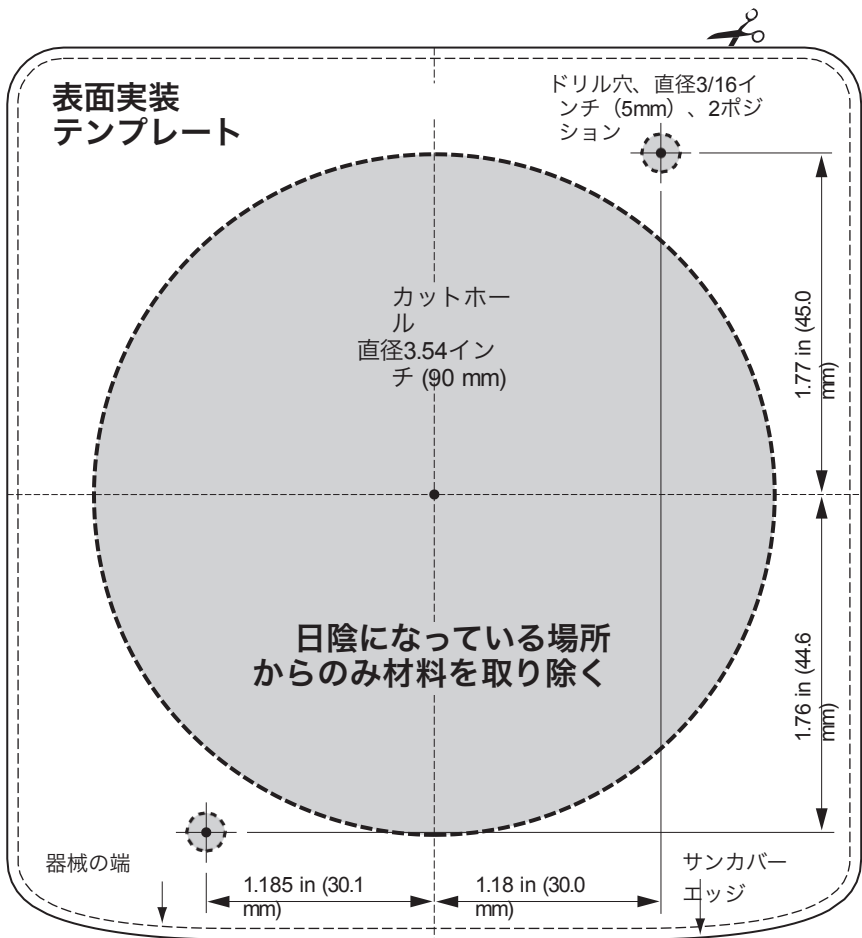 表面実装
テンプレート
ドリル穴、直径3/16イ
ンチ（5mm）、2ポジ
ション
カットホー
ル
直径3.54イン
チ (90 mm)
1.77 in (45.0
mm)
日陰になっている場所
からのみ材料を取り除く
1.76 in (44.6
mm)
器械の端
1.185 in (30.1
mm)
1.18 in (30.0
mm)
サンカバー
エッジ